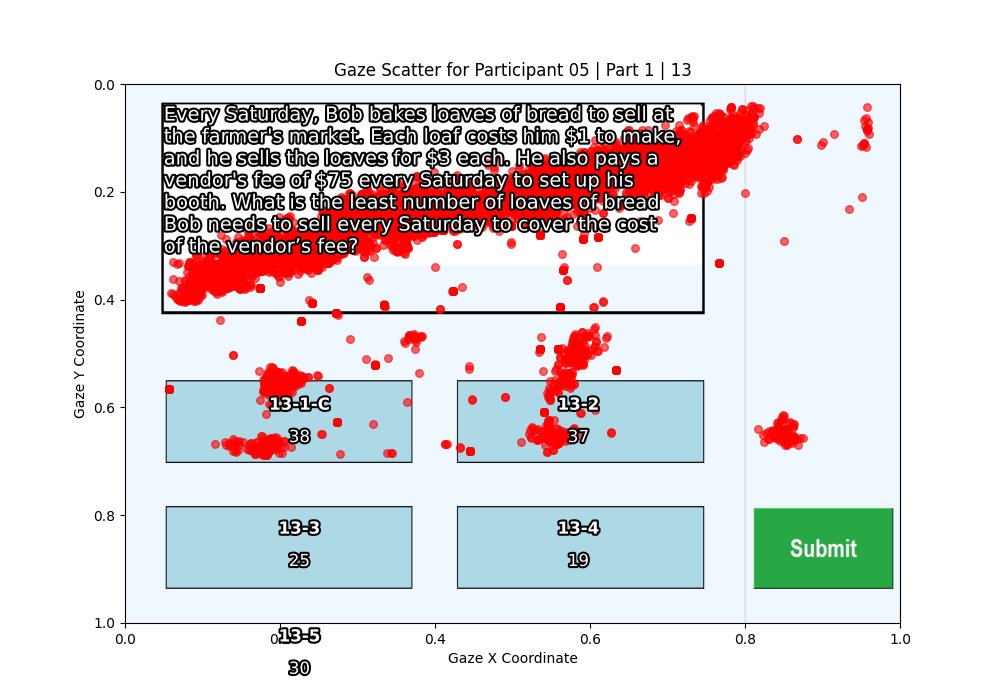 Gaze Scatter for Participant 05 | Part 1 | 13
Every Saturday, Bob bakes loaves of bread to sell at
the farmer's market. Each loaf costs him $1 to make,
and he sells the loaves for $3 each. He also pays a
vendor's fee of $75 every Saturday to set up his
booth. What is the least number of loaves of bread
Bob needs to sell every Saturday to cover the cost
of the vendor’s fee?
13-1-C
38
13-2
37
13-3
25
13-4
19
Submit
13-5
30
0.0
0.2
0.4
0.6
0.8
1.0
Gaze Y Coordinate
0.0
0.2
0.4
0.6
0.8
1.0
Gaze X Coordinate